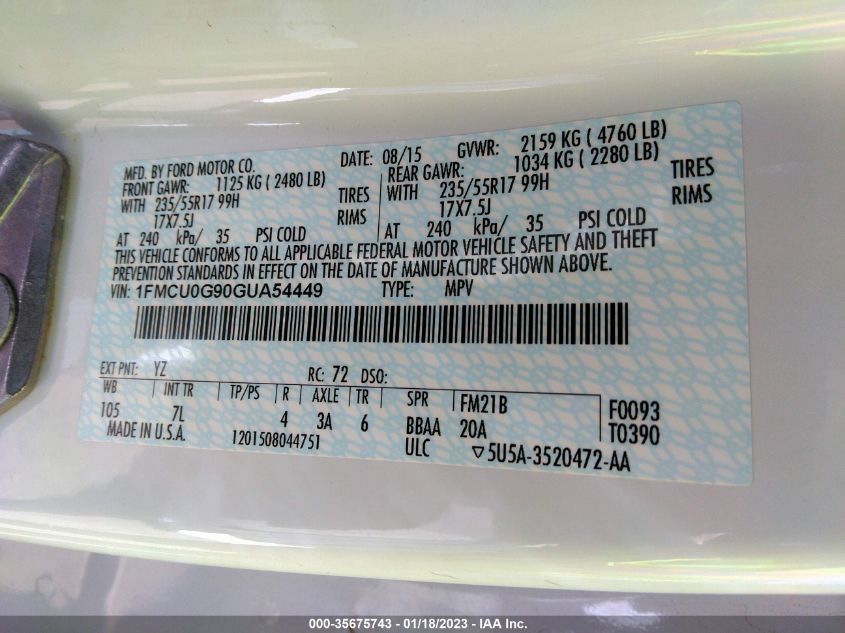 MFD. BY FORD MOTOR CO. DATE: 08/15 GVWR: 2159 KG ( 4760 LB)
FRONT GAWR: 1125 KG ( 2480 LB) REAR GAWR: 1034 KG ( 2280 LB)
WITH 235/55R17 99H TIRES WITH 235/55R17 99H TIRES
17X7.5J RIMS 17X7.5J RIMS
AT 240 kPa/ 35 PSI COLD AT 240 kPa/ 35 PSI COLD
THIS VEHICLE CONFORMS TO ALL APPLICABLE FEDERAL MOTOR VEHICLE SAFETY AND THEFT
PREVENTION STANDARDS IN EFFECT ON THE DATE OF MANUFACTURE SHOWN ABOVE.
VIN: 1FMCU0G90GUA54449 TYPE: MPV
EXT PNT: YZ RC: 72 DSO:
WB INT TR TP/PS R AXLE TR SPR FM21B F0093
105 7L 4 3A 6 BBAA 20A T0390
MADE IN U.S.A. 1201508044751 ULC ▽5U5A-3520472-AA
000-35675743 - 01/18/2023 - IAA Inc.